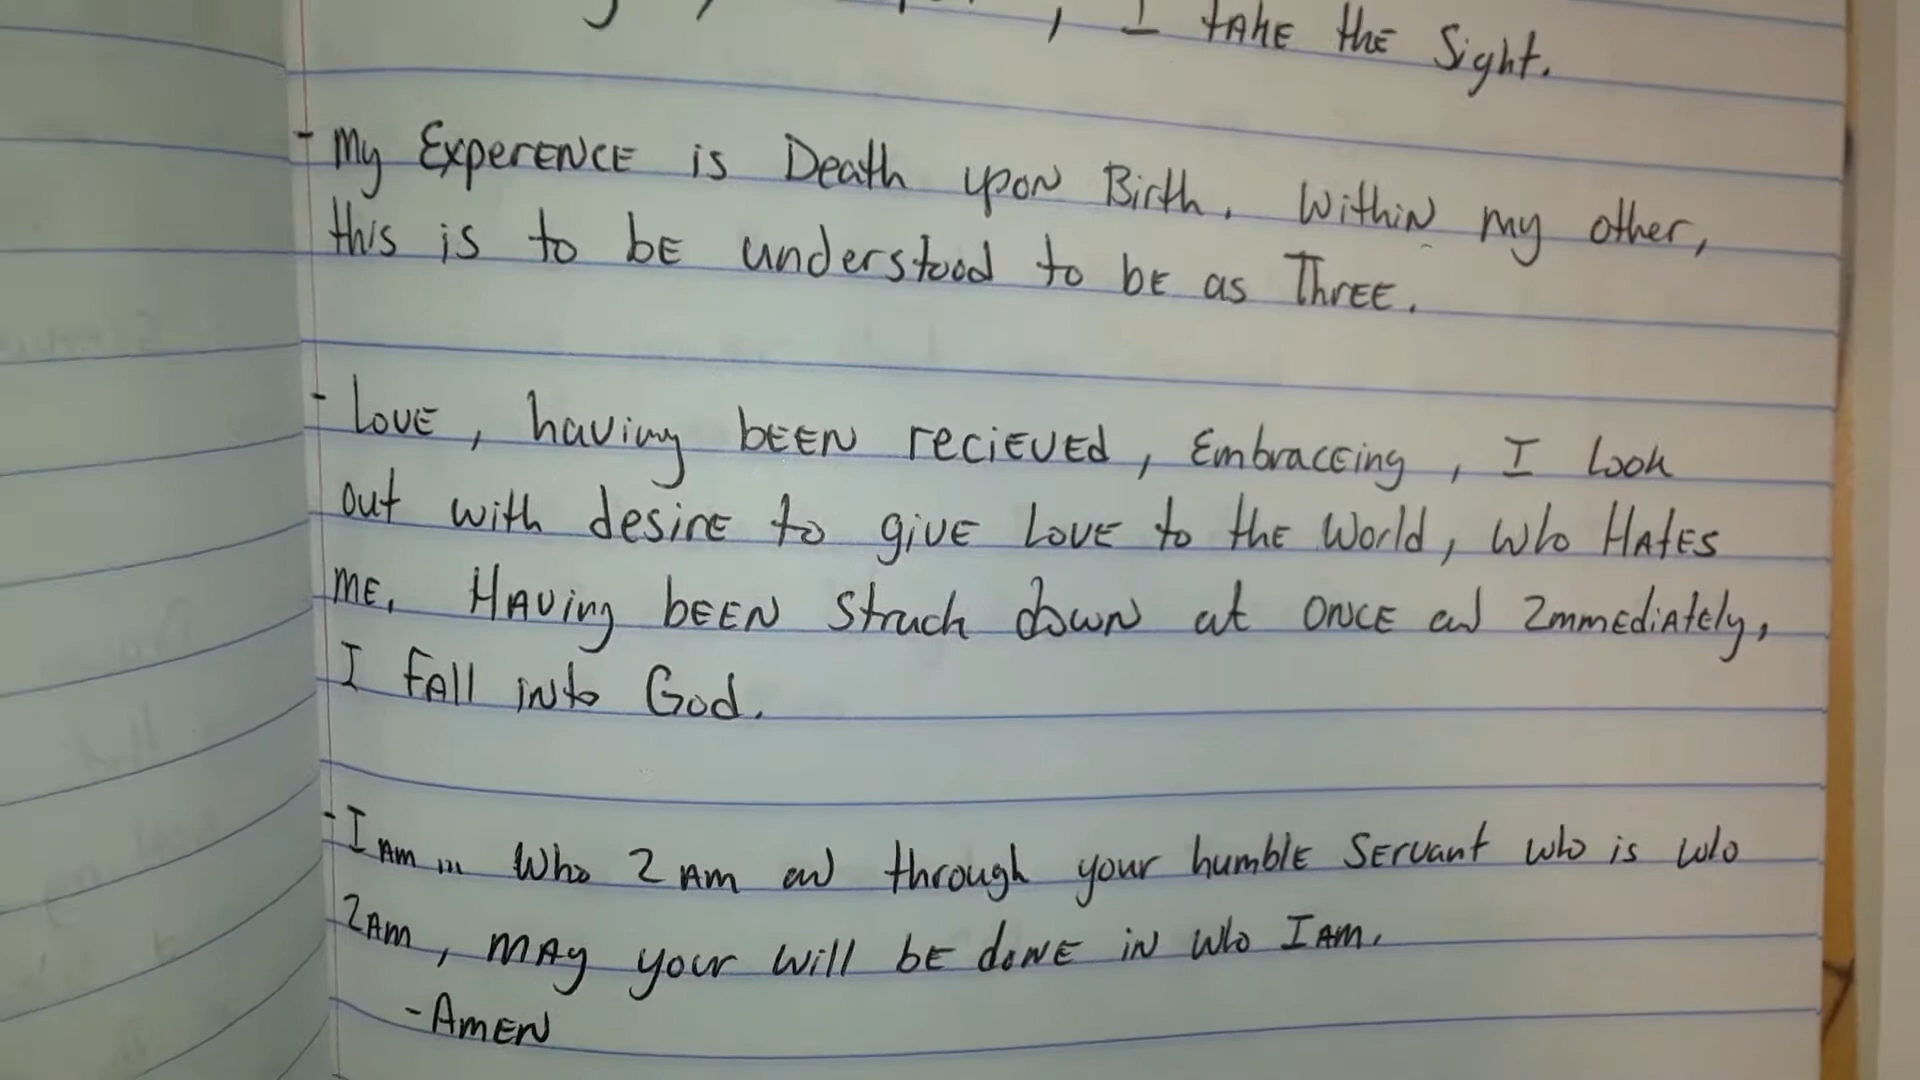 , I take the Sight.
- My Experence is Death upon Birth. Within my other,
this is to be understood to be as Three.
- Love, having been recieved, Embraceing, I look
out with desire to give Love to the World, who Hates
me. Having been Struck down at once and Immediately,
I fall into God.
- I Am... Who I Am and through your humble Servant who is who
I Am, may your will be done in who I Am.
- Amen